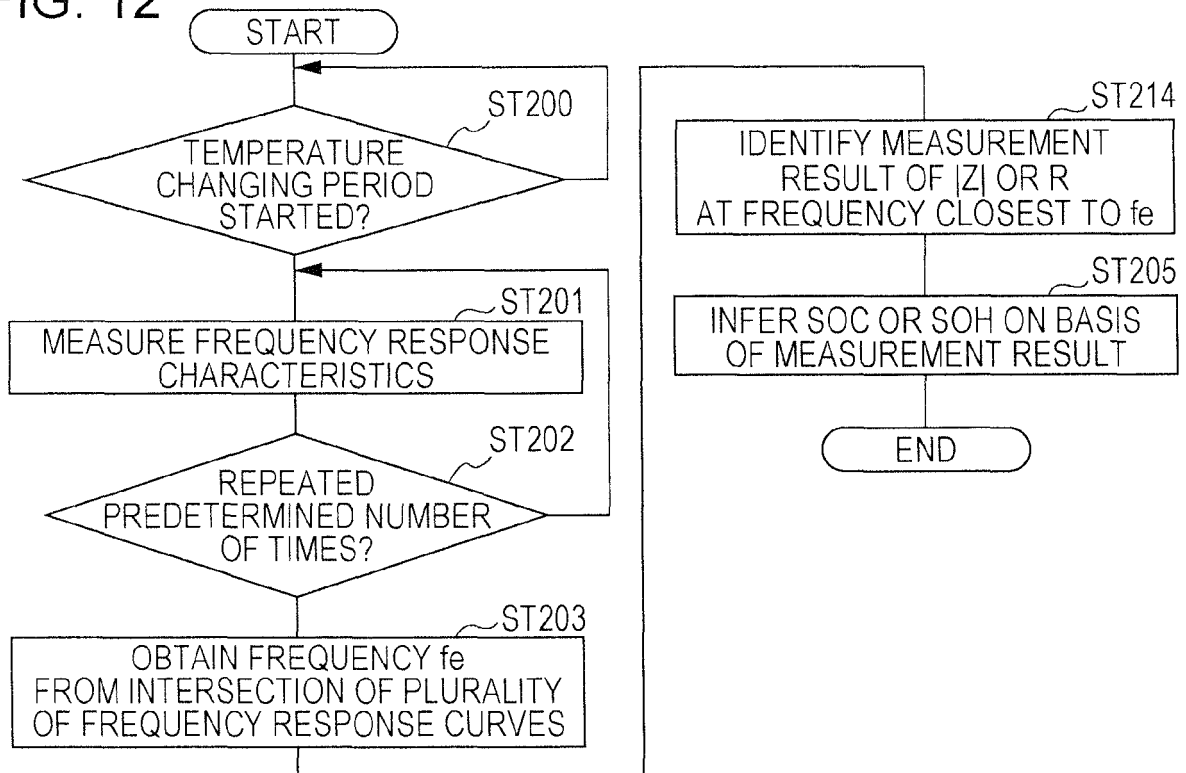 FIG. 12
START
ST200
TEMPERATURE
CHANGING PERIOD
STARTED?
ST201
MEASURE FREQUENCY RESPONSE
CHARACTERISTICS
ST202
REPEATED
PREDETERMINED NUMBER
OF TIMES?
ST203
OBTAIN FREQUENCY fe
FROM INTERSECTION OF PLURALITY
OF FREQUENCY RESPONSE CURVES
ST214
IDENTIFY MEASUREMENT
RESULT OF |Z| OR R
AT FREQUENCY CLOSEST TO fe
ST205
INFER SOC OR SOH ON BASIS
OF MEASUREMENT RESULT
END